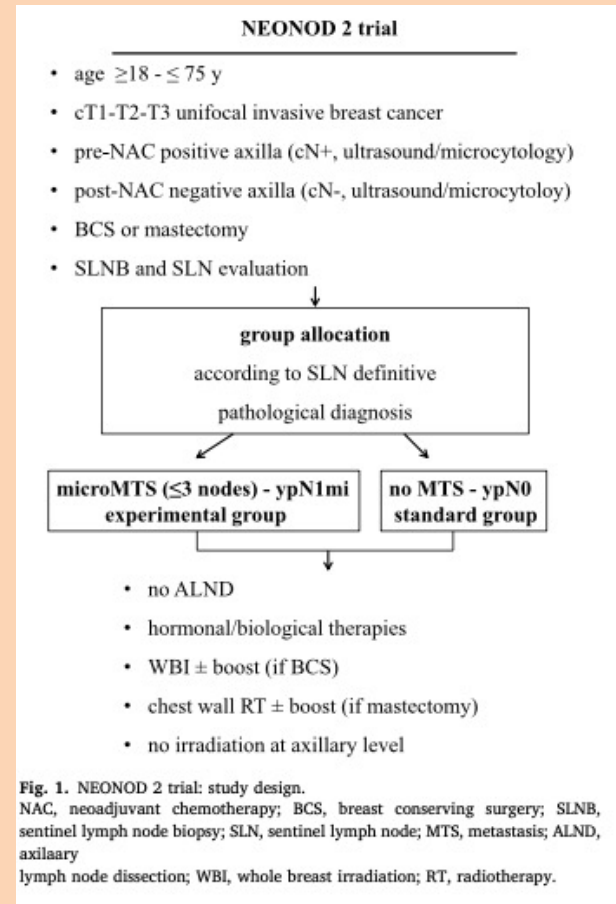 NEONOD 2 trial
• age ≥18 - ≤ 75 y
• cT1-T2-T3 unifocal invasive breast cancer
• pre-NAC positive axilla (cN+, ultrasound/microcytology)
• post-NAC negative axilla (cN-, ultrasound/microcytoloy)
• BCS or mastectomy
• SLNB and SLN evaluation
group allocation
according to SLN definitive
pathological diagnosis
microMTS (≤3 nodes) - ypN1mi
experimental group
no MTS - ypN0
standard group
• no ALND
• hormonal/biological therapies
• WBI ± boost (if BCS)
• chest wall RT ± boost (if mastectomy)
• no irradiation at axillary level
Fig. 1. NEONOD 2 trial: study design.
NAC, neoadjuvant chemotherapy; BCS, breast conserving surgery; SLNB,
sentinel lymph node biopsy; SLN, sentinel lymph node; MTS, metastasis; ALND,
axilaary
lymph node dissection; WBI, whole breast irradiation; RT, radiotherapy.